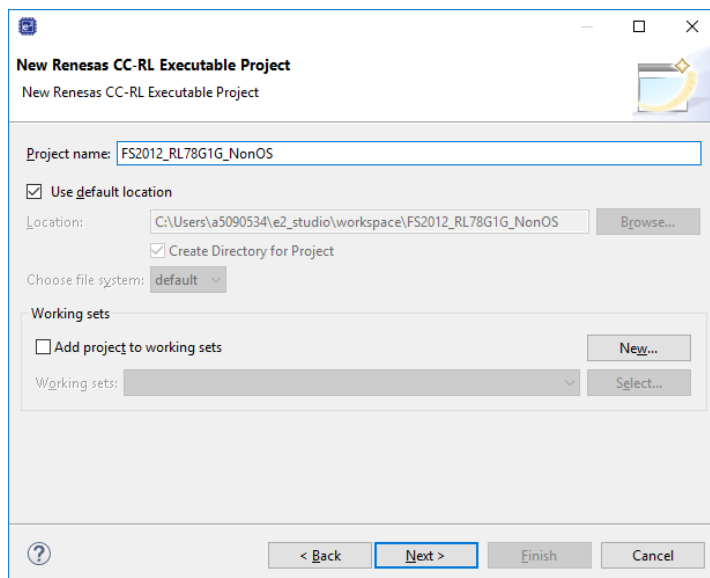 e²
New Renesas CC-RL Executable Project
New Renesas CC-RL Executable Project
Project name: FS2012_RL78G1G_NonOS
Use default location
Location: C:\Users\a5090534\e2_studio\workspace\FS2012_RL78G1G_NonOS Browse...
Create Directory for Project
Choose file system: default
Working sets
Add project to working sets New...
Working sets: Select...
? < Back Next > Finish Cancel